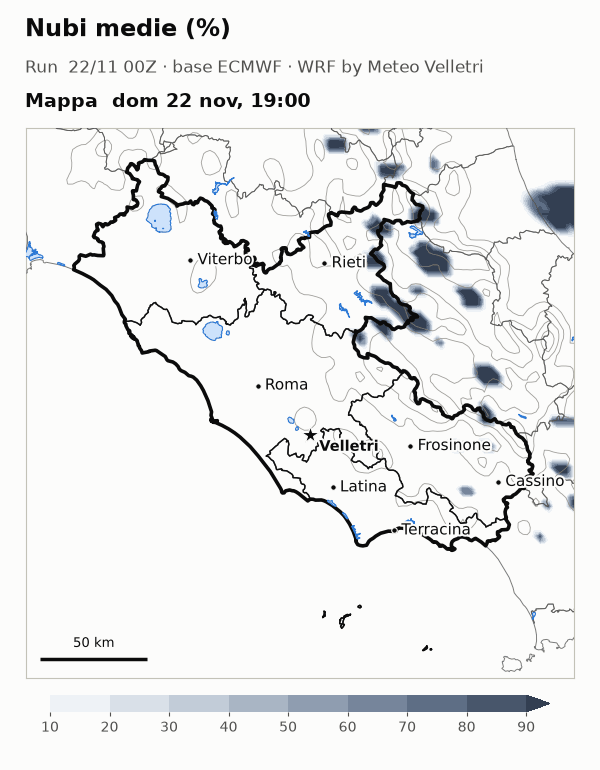 Nubi medie (%)
Run  22/11 00Z · base ECMWF · WRF by Meteo Velletri
Mappa  dom 22 nov, 19:00
Viterbo
Rieti
Roma
Velletri
Frosinone
Latina
Cassino
Terracina
50 km
10 20 30 40 50 60 70 80 90